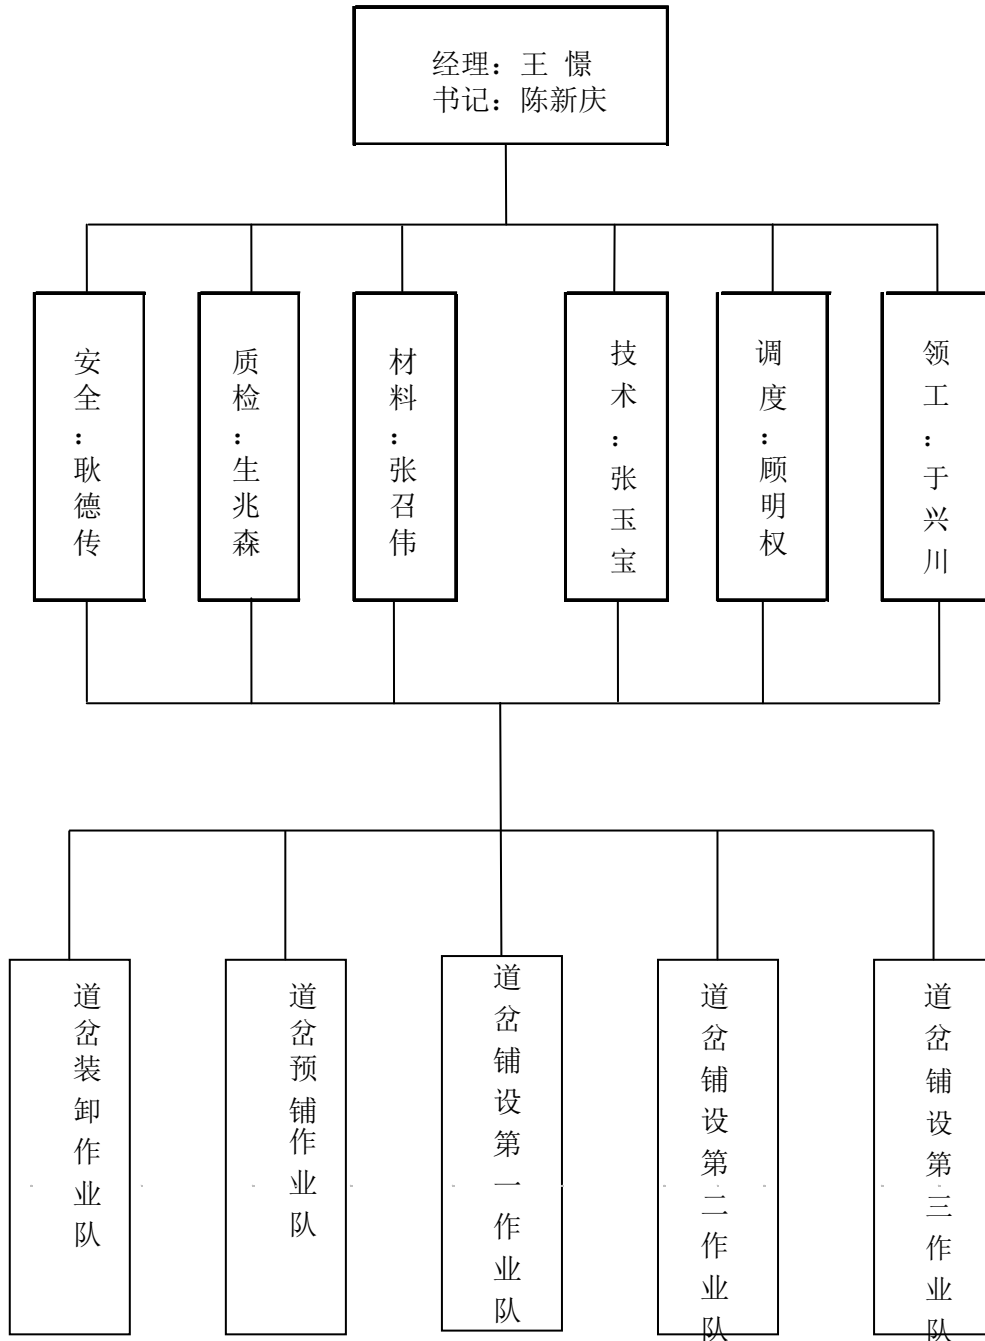 经理：王 憬
书记：陈新庆
安全：耿德传
质检：生兆森
材料：张召伟
技术：张玉宝
调度：顾明权
领工：于兴川
道岔装卸作业队
道岔预铺作业队
道岔铺设第一作业队
道岔铺设第二作业队
道岔铺设第三作业队